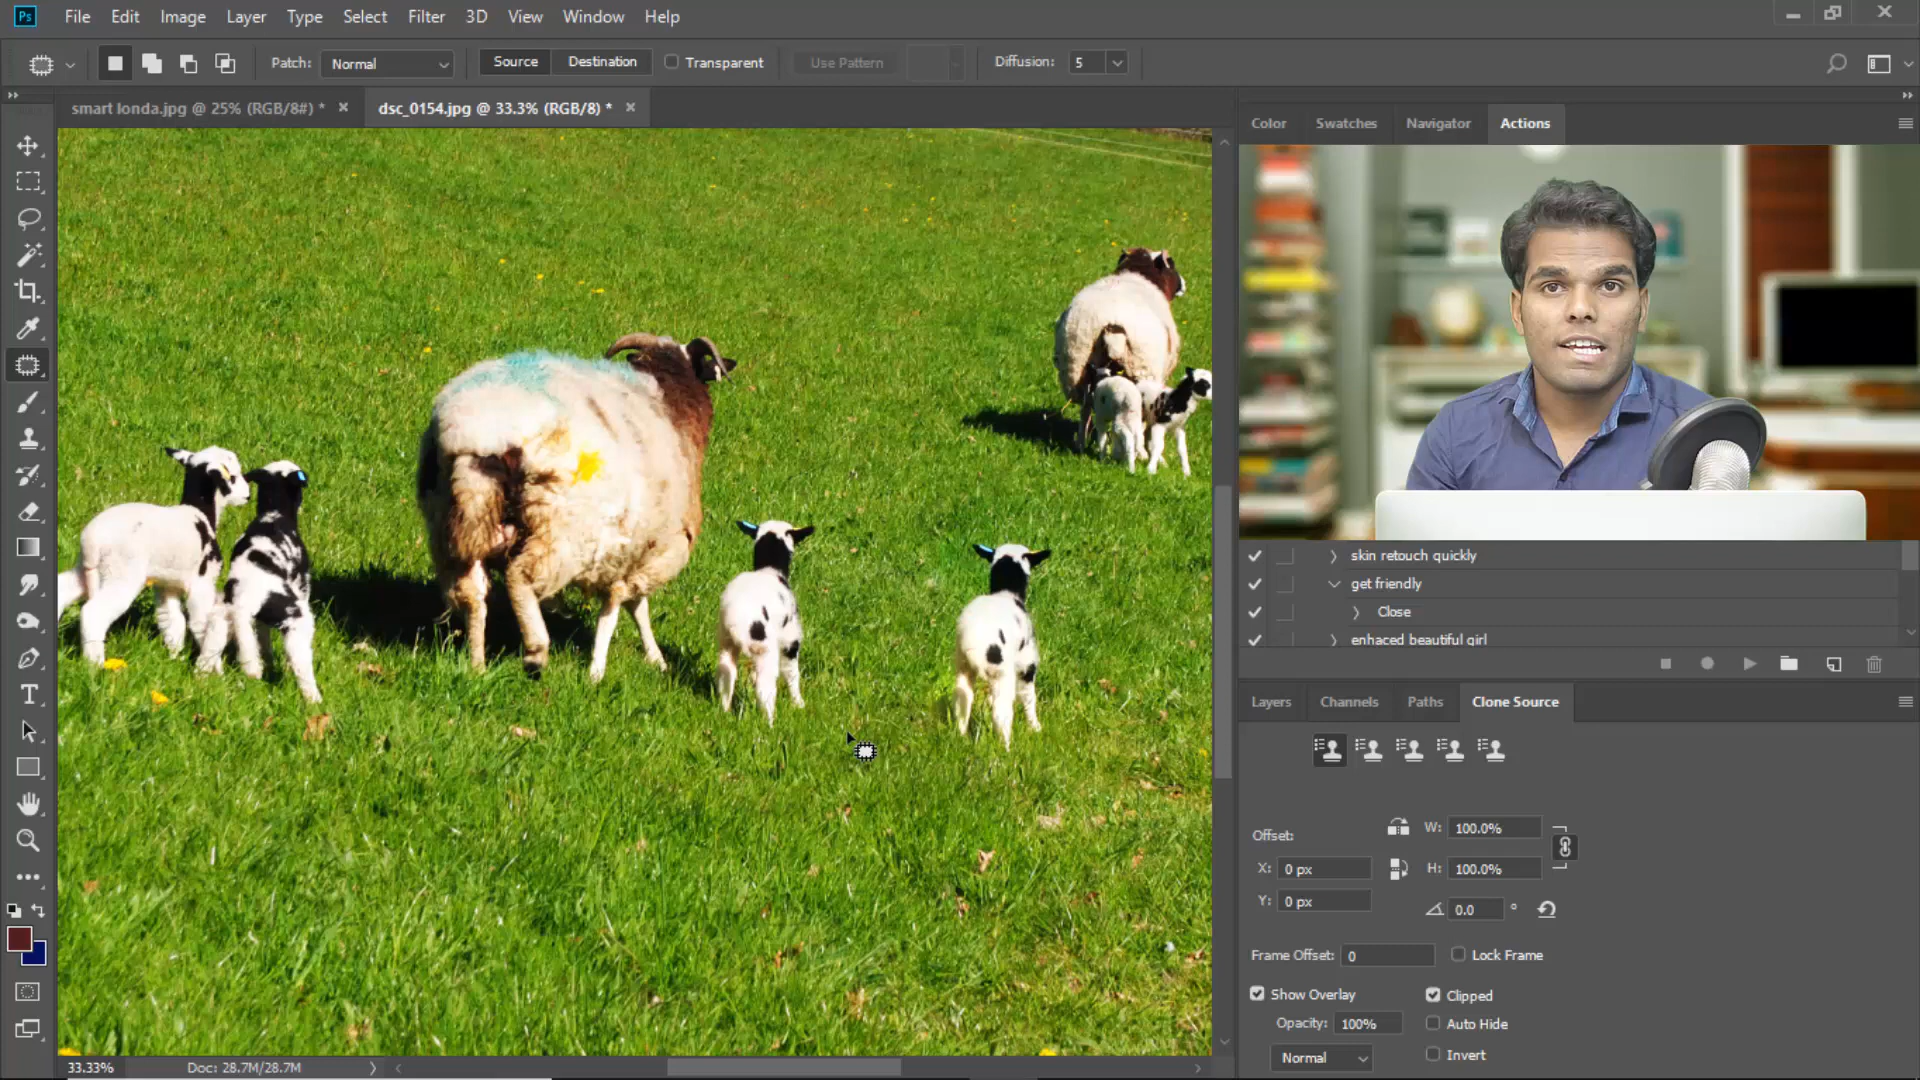 Ps File Edit Image Layer Type Select Filter 3D View Window Help
Patch: Normal Source Destination Transparent Use Pattern Diffusion: 5
smart londa.jpg @ 25% (RGB/8#) * dsc_0154.jpg @ 33.3% (RGB/8) *
Color Swatches Navigator Actions
skin retouch quickly
get friendly
Close
enhaced beautiful girl
Layers Channels Paths Clone Source
Offset: W: 100.0%
X: 0 px H: 100.0%
Y: 0 px 0.0 °
Frame Offset: 0 Lock Frame
Show Overlay Clipped
Opacity: 100% Auto Hide
Normal Invert
33.33% Doc: 28.7M/28.7M